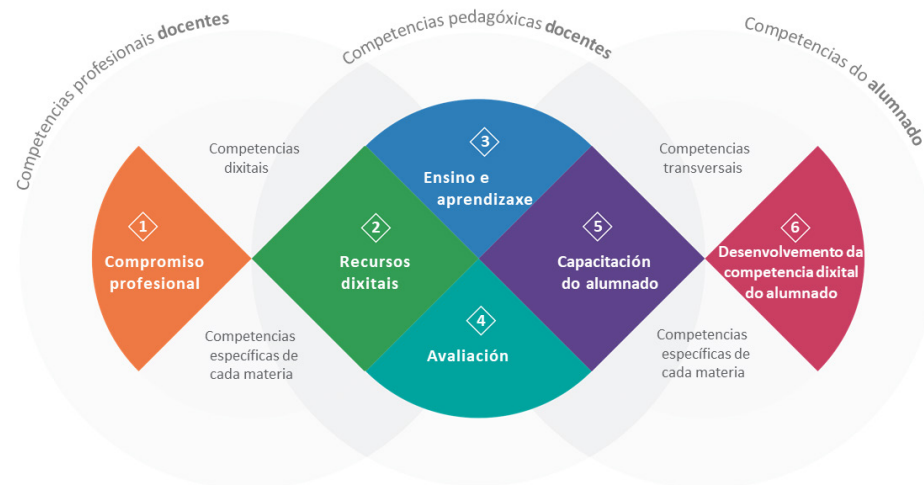 Competencias profesionais docentes
Competencias pedagóxicas docentes
Competencias do alumnado
Competencias
dixitais
Competencias
transversais
3
Ensino e
aprendizaxe
1
Compromiso
profesional
2
Recursos
dixitais
5
Capacitación
do alumnado
6
Desenvolvemento da
competencia dixital
do alumnado
4
Avaliación
Competencias
específicas de
cada materia
Competencias
específicas de
cada materia